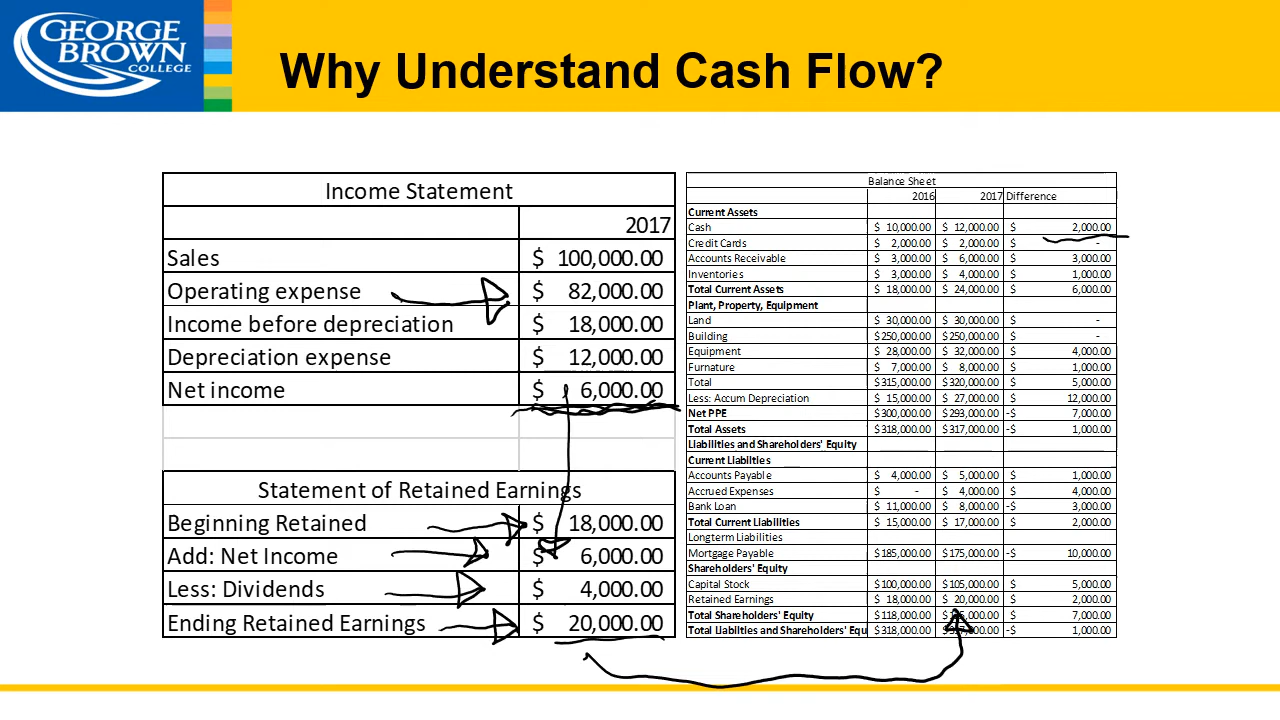 GEORGE
BROWN
COLLEGE
Why Understand Cash Flow?
Income Statement
2017
Sales $ 100,000.00
Operating expense $ 82,000.00
Income before depreciation $ 18,000.00
Depreciation expense $ 12,000.00
Net income $ 6,000.00
Statement of Retained Earnings
Beginning Retained $ 18,000.00
Add: Net Income $ 6,000.00
Less: Dividends $ 4,000.00
Ending Retained Earnings $ 20,000.00
Balance Sheet
2016 2017 Difference
Current Assets
Cash $ 10,000.00 $ 12,000.00 $ 2,000.00
Credit Cards $ 2,000.00 $ 2,000.00 $ -
Accounts Receivable $ 3,000.00 $ 6,000.00 $ 3,000.00
Inventories $ 3,000.00 $ 4,000.00 $ 1,000.00
Total Current Assets $ 18,000.00 $ 24,000.00 $ 6,000.00
Plant, Property, Equipment
Land $ 30,000.00 $ 30,000.00 $ -
Building $250,000.00 $250,000.00 $ -
Equipment $ 28,000.00 $ 32,000.00 $ 4,000.00
Furnature $ 7,000.00 $ 8,000.00 $ 1,000.00
Total $315,000.00 $320,000.00 $ 5,000.00
Less: Accum Depreciation $ 15,000.00 $ 27,000.00 $ 12,000.00
Net PPE $300,000.00 $293,000.00 -$ 7,000.00
Total Assets $318,000.00 $317,000.00 -$ 1,000.00
Liabilities and Shareholders' Equity
Current Liablities
Accounts Payable $ 4,000.00 $ 5,000.00 $ 1,000.00
Accrued Expenses $ - $ 4,000.00 $ 4,000.00
Bank Loan $ 11,000.00 $ 8,000.00 -$ 3,000.00
Total Current Liabilities $ 15,000.00 $ 17,000.00 $ 2,000.00
Longterm Liabilities
Mortgage Payable $185,000.00 $175,000.00 -$ 10,000.00
Shareholders' Equity
Capital Stock $100,000.00 $105,000.00 $ 5,000.00
Retained Earnings $ 18,000.00 $ 20,000.00 $ 2,000.00
Total Shareholders' Equity $118,000.00 $ 7,000.00
Total Liablities and Shareholders' Equ $318,000.00 -$ 1,000.00